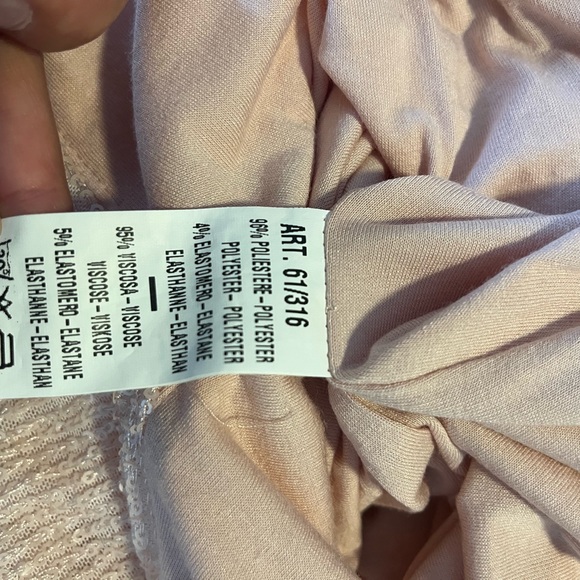 ART. 61/316
96% POLIESTERE – POLYESTER
POLYESTER – POLYESTER
4% ELASTOMERO – ELASTANE
ELASTHANNE – ELASTHAN
95% VISCOSA – VISCOSE
VISCOSE – VISKOSE
5% ELASTOMERO – ELASTANE
ELASTHANNE – ELASTHAN